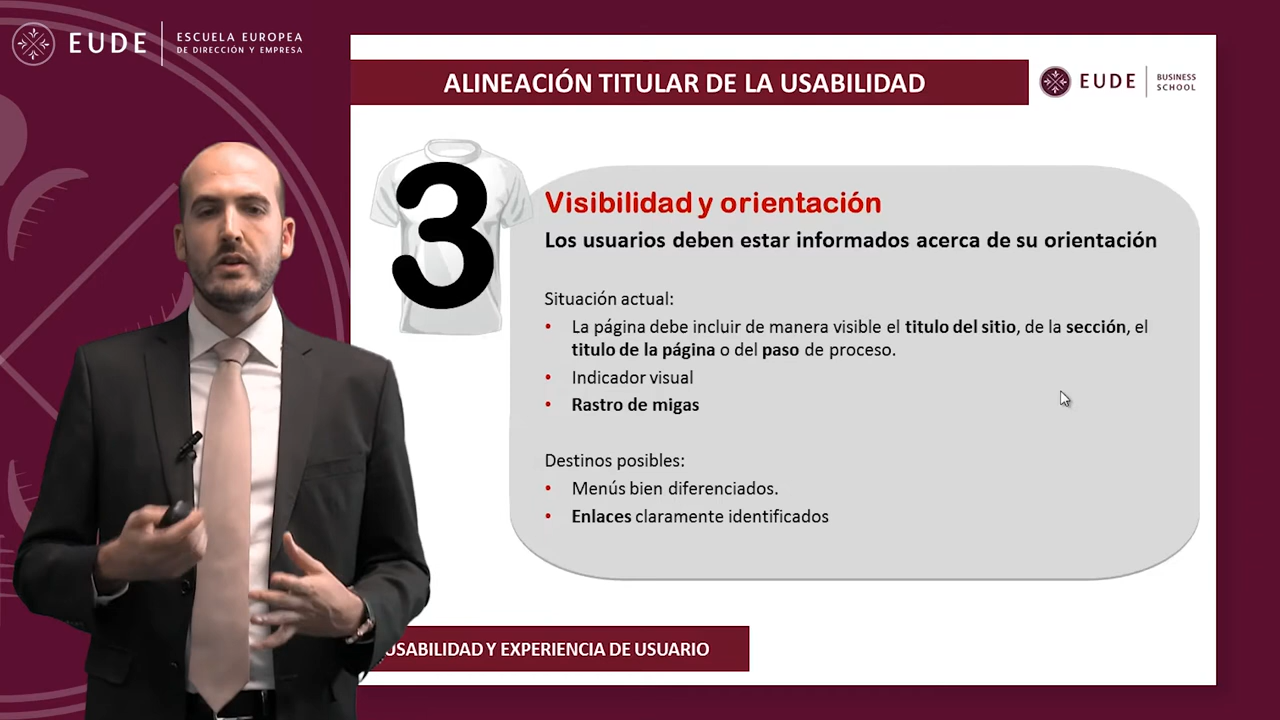 EUDE
ESCUELA EUROPEA
DE DIRECCIÓN Y EMPRESA
ALINEACIÓN TITULAR DE LA USABILIDAD
EUDE
BUSINESS
SCHOOL
3
Visibilidad y orientación
Los usuarios deben estar informados acerca de su orientación
Situación actual:
• La página debe incluir de manera visible el titulo del sitio, de la sección, el
titulo de la página o del paso de proceso.
• Indicador visual
• Rastro de migas
Destinos posibles:
• Menús bien diferenciados.
• Enlaces claramente identificados
USABILIDAD Y EXPERIENCIA DE USUARIO